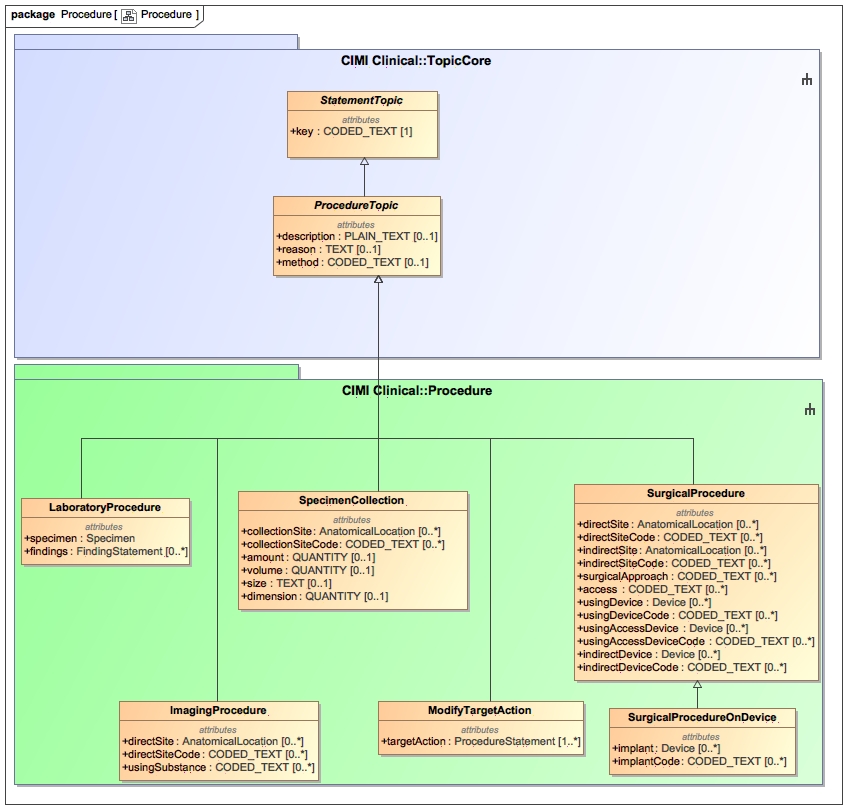 package Procedure [ Procedure ]
CIMI Clinical::TopicCore
StatementTopic
attributes
+key : CODED_TEXT [1]
ProcedureTopic
attributes
+description : PLAIN_TEXT [0..1]
+reason : TEXT [0..1]
+method : CODED_TEXT [0..1]
CIMI Clinical::Procedure
LaboratoryProcedure
attributes
+specimen : Specimen
+findings : FindingStatement [0..*]
SpecimenCollection
attributes
+collectionSite : AnatomicalLocation [0..*]
+collectionSiteCode : CODED_TEXT [0..*]
+amount : QUANTITY [0..1]
+volume : QUANTITY [0..1]
+size : TEXT [0..1]
+dimension : QUANTITY [0..1]
SurgicalProcedure
attributes
+directSite : AnatomicalLocation [0..*]
+directSiteCode : CODED_TEXT [0..*]
+indirectSite : AnatomicalLocation [0..*]
+indirectSiteCode : CODED_TEXT [0..*]
+surgicalApproach : CODED_TEXT [0..*]
+access : CODED_TEXT [0..*]
+usingDevice : Device [0..*]
+usingDeviceCode : CODED_TEXT [0..*]
+usingAccessDevice : Device [0..*]
+usingAccessDeviceCode : CODED_TEXT [0..*]
+indirectDevice : Device [0..*]
+indirectDeviceCode : CODED_TEXT [0..*]
ImagingProcedure
attributes
+directSite : AnatomicalLocation [0..*]
+directSiteCode : CODED_TEXT [0..*]
+usingSubstance : CODED_TEXT [0..*]
ModifyTargetAction
attributes
+targetAction : ProcedureStatement [1..*]
SurgicalProcedureOnDevice
attributes
+implant : Device [0..*]
+implantCode : CODED_TEXT [0..*]